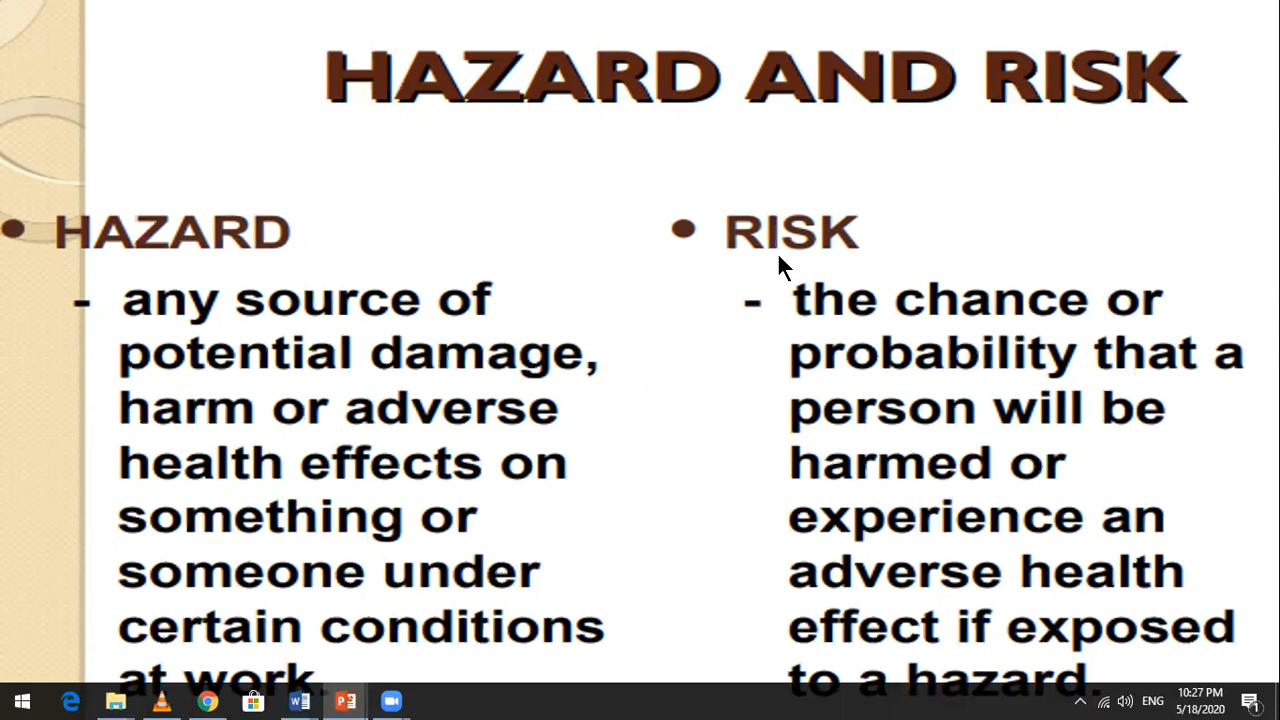 HAZARD AND RISK
• HAZARD
- any source of
potential damage,
harm or adverse
health effects on
something or
someone under
certain conditions
at work.
• RISK
- the chance or
probability that a
person will be
harmed or
experience an
adverse health
effect if exposed
to a hazard.
ENG
10:27 PM
5/18/2020
1